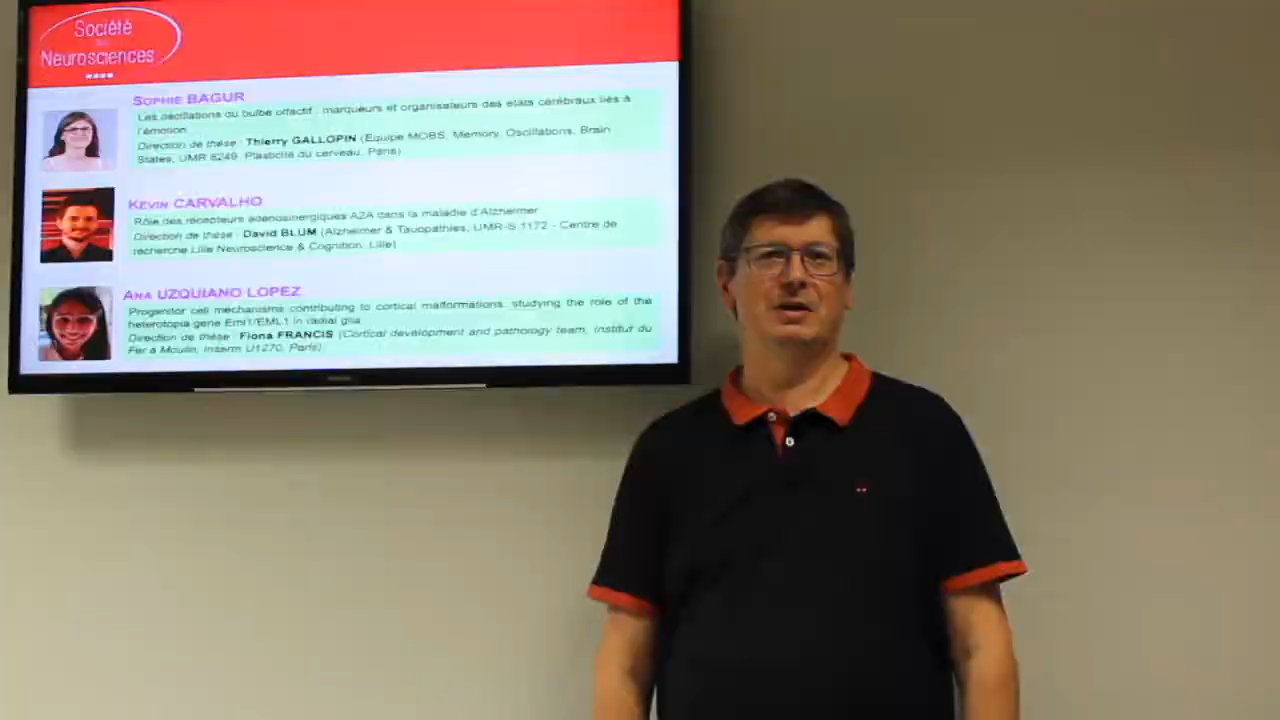 Société
des
Neurosciences
SOPHIE BAGUR
Les oscillations du bulbe olfactif : marqueurs et organisateurs des états cérébraux liés à
l'émotion
Direction de thèse : Thierry GALLOPIN (Equipe MOBS, Memory, Oscillations, Brain
States, UMR 8249, Plasticité du cerveau, Paris)
KEVIN CARVALHO
Rôle des récepteurs adénosinergiques A2A dans la maladie d'Alzheimer
Direction de thèse : David BLUM (Alzheimer & Tauopathies, UMR-S 1172 - Centre de
recherche Lille Neuroscience & Cognition, Lille)
ANA UZQUIANO LOPEZ
Progenitor cell mechanisms contributing to cortical malformations: studying the role of the
heterotopia gene Eml1/EML1 in radial glia
Direction de thèse : Fiona FRANCIS (Cortical development and pathology team, Institut du
Fer à Moulin, Inserm U1270, Paris)